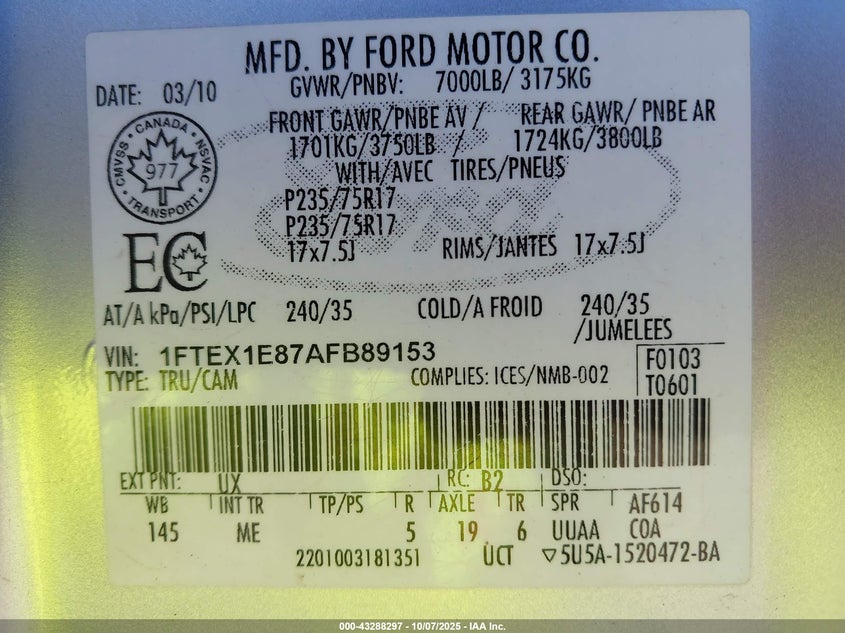 MFD. BY FORD MOTOR CO.
DATE: 03/10
GVWR/PNBV: 7000LB/ 3175KG
FRONT GAWR/PNBE AV / REAR GAWR/ PNBE AR
1701KG/3750LB / 1724KG/3800LB
WITH/AVEC TIRES/PNEUS
CANADA
CMVSS 977 NSVAC
TRANSPORT
P235/75R17
P235/75R17
17x7.5J RIMS/JANTES 17x7.5J
EC
AT/A kPa/PSI/LPC 240/35 COLD/A FROID 240/35
/JUMELEES
VIN: 1FTEX1E87AFB89153 F0103
TYPE: TRU/CAM COMPLIES: ICES/NMB-002 T0601
EXT PNT: UX RC: B2 DSO:
WB INT TR TP/PS R AXLE TR SPR AF614
145 ME 5 19 6 UUAA COA
2201003181351 UCT ▽5U5A-1520472-BA
000-43288297 - 10/07/2025 - IAA Inc.